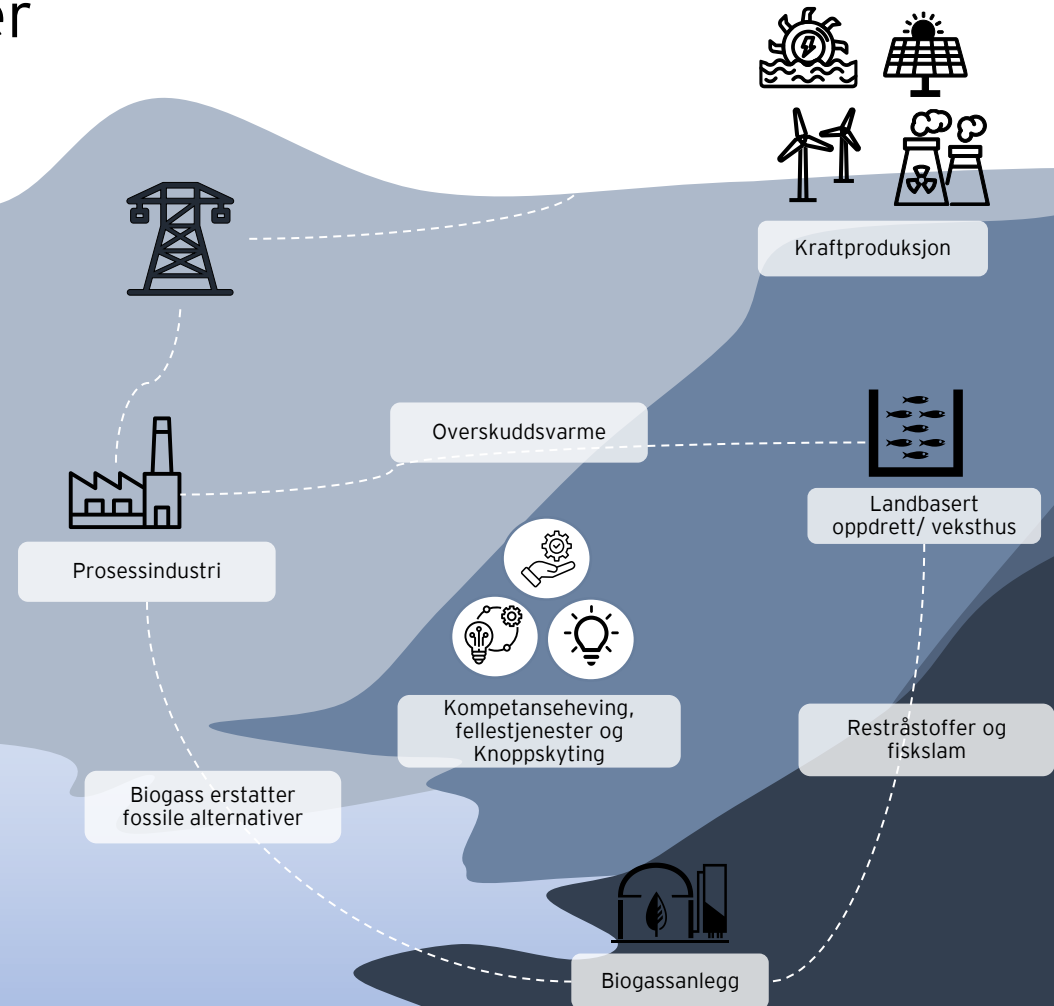 er
Kraftproduksjon
Overskuddsvarme
Landbasert
oppdrett/ veksthus
Prosessindustri
Kompetanseheving,
fellestjenester og
Knoppskyting
Restråstoffer og
fiskslam
Biogass erstatter
fossile alternativer
Biogassanlegg